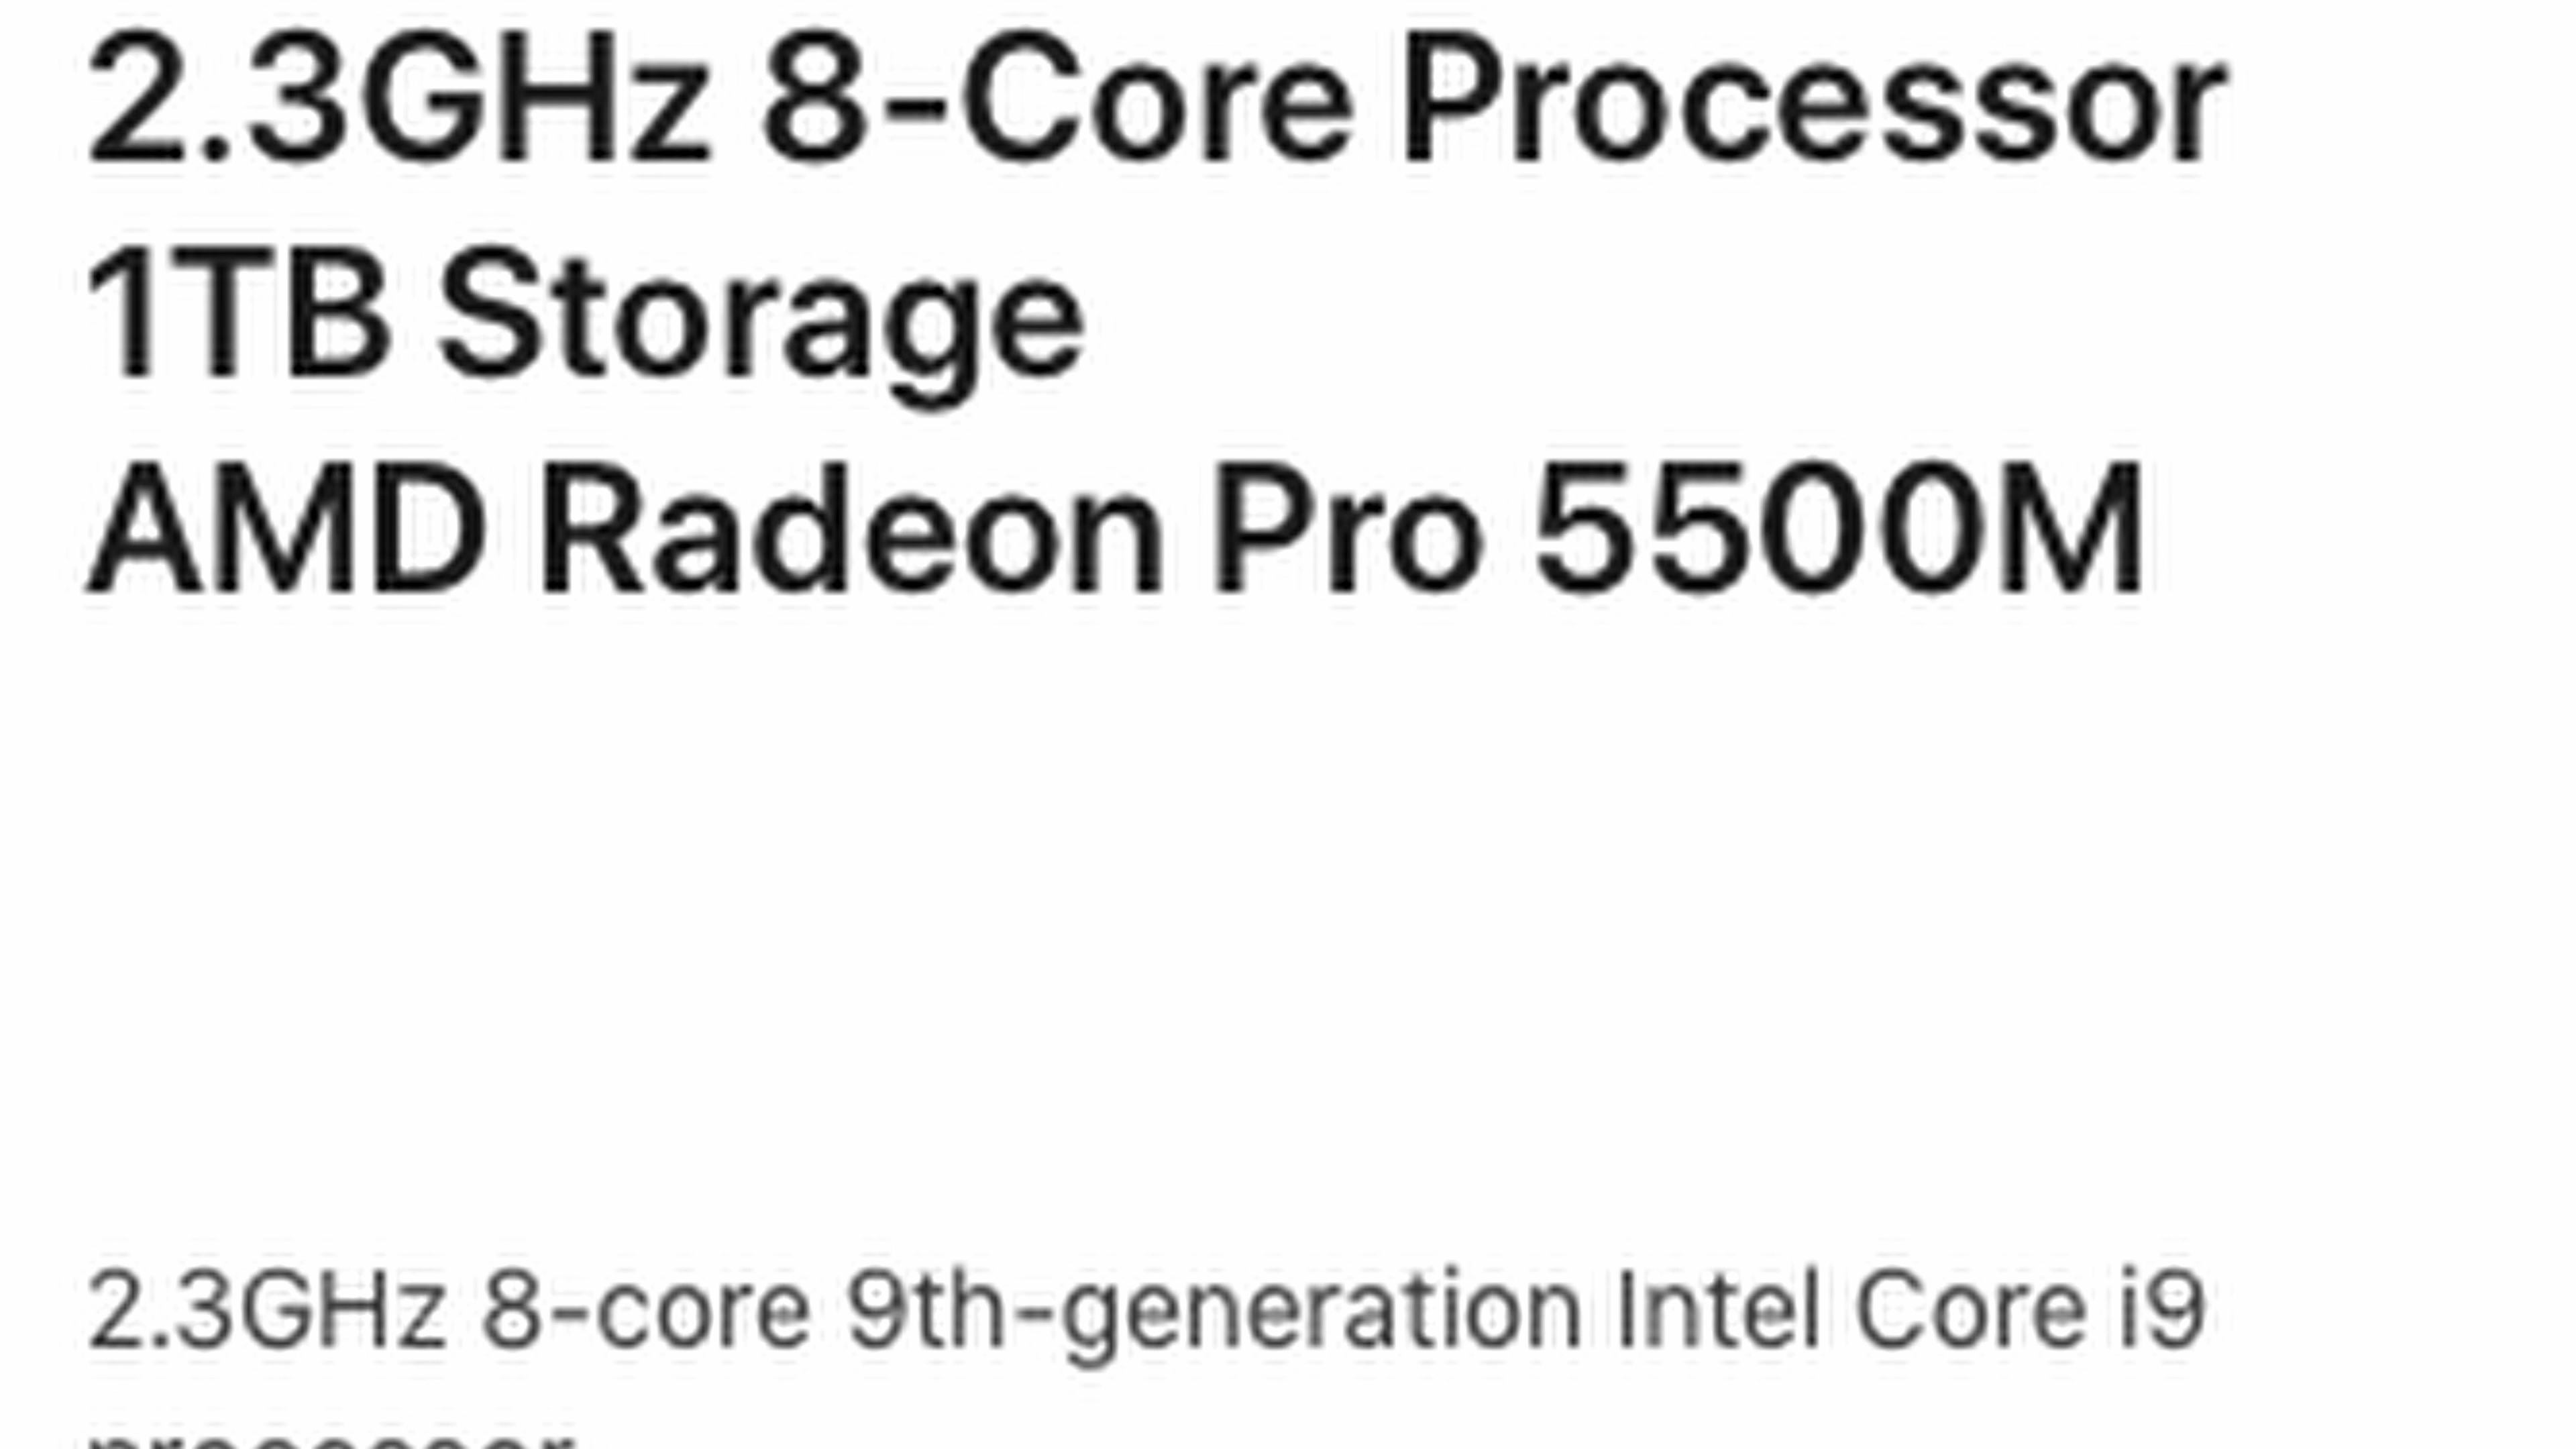 2.3GHz 8-Core Processor
1TB Storage
AMD Radeon Pro 5500M
2.3GHz 8-core 9th-generation Intel Core i9
processor